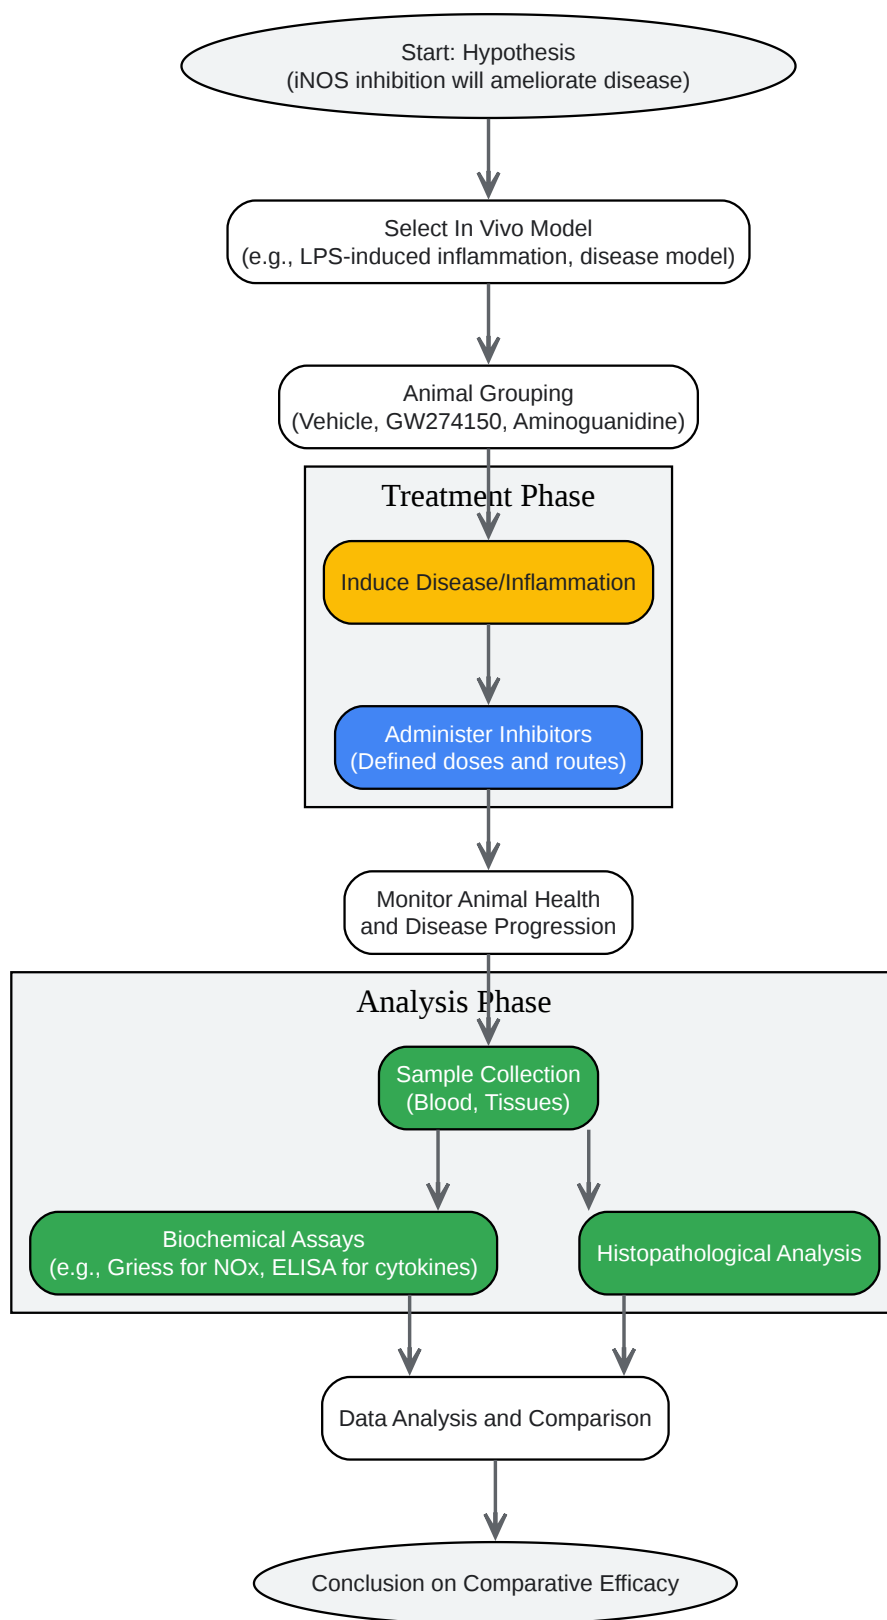 Start: Hypothesis
(iNOS inhibition will ameliorate disease)
Select In Vivo Model
(e.g., LPS-induced inflammation, disease model)
Animal Grouping
(Vehicle, GW274150, Aminoguanidine)
Treatment Phase
Induce Disease/Inflammation
Administer Inhibitors
(Defined doses and routes)
Monitor Animal Health
and Disease Progression
Analysis Phase
Sample Collection
(Blood, Tissues)
Biochemical Assays
(e.g., Griess for NOx, ELISA for cytokines)
Histopathological Analysis
Data Analysis and Comparison
Conclusion on Comparative Efficacy